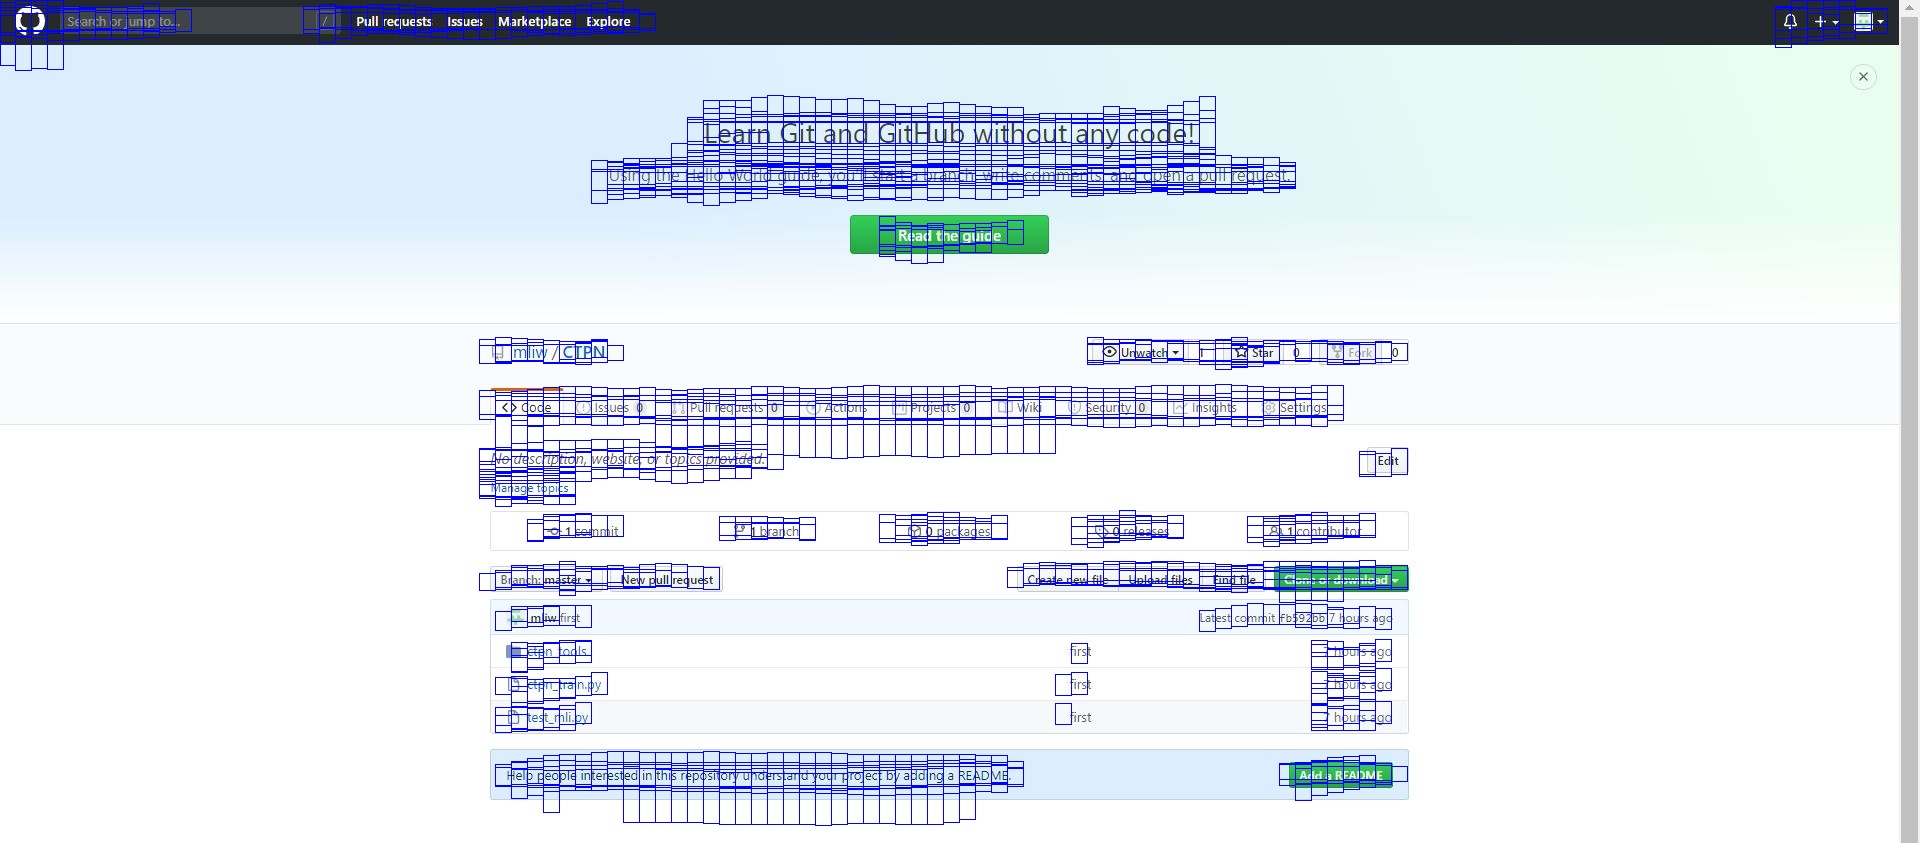 Search or jump to... / Pull requests Issues Marketplace Explore
Learn Git and GitHub without any code!
Using the Hello World guide, you'll start a branch, write comments, and open a pull request.
Read the guide
mliw / CTPN Unwatch 1 Star 0 Fork 0
Code Issues 0 Pull requests 0 Actions Projects 0 Wiki Security 0 Insights Settings
No description, website, or topics provided. Edit
Manage topics
1 commit 1 branch 0 packages 0 releases 1 contributor
Branch: master New pull request Create new file Upload files Find file Clone or download
mliw first Latest commit fb592bb 7 hours ago
ctpn_tools first 7 hours ago
ctpn_train.py first 7 hours ago
test_mli.py first 7 hours ago
Help people interested in this repository understand your project by adding a README. Add a README